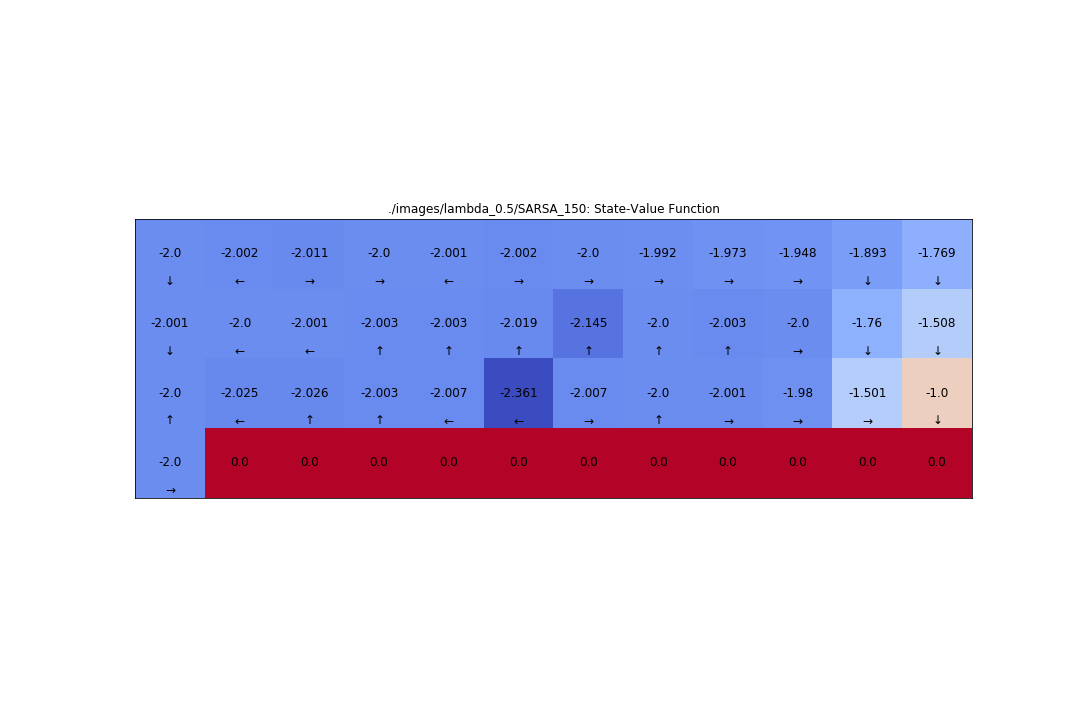 ./images/lambda_0.5/SARSA_150: State-Value Function
-2.0 -2.002 -2.011 -2.0 -2.001 -2.002 -2.0 -1.992 -1.973 -1.948 -1.893 -1.769
↓ ← → → ← → → → → → ↓ ↓
-2.001 -2.0 -2.001 -2.003 -2.003 -2.019 -2.145 -2.0 -2.003 -2.0 -1.76 -1.508
↓ ← ← ↑ ↑ ↑ ↑ ↑ ↑ → ↓ ↓
-2.0 -2.025 -2.026 -2.003 -2.007 -2.361 -2.007 -2.0 -2.001 -1.98 -1.501 -1.0
↑ ← ↑ ↑ ← ← → ↑ → → → ↓
-2.0 0.0 0.0 0.0 0.0 0.0 0.0 0.0 0.0 0.0 0.0 0.0
→